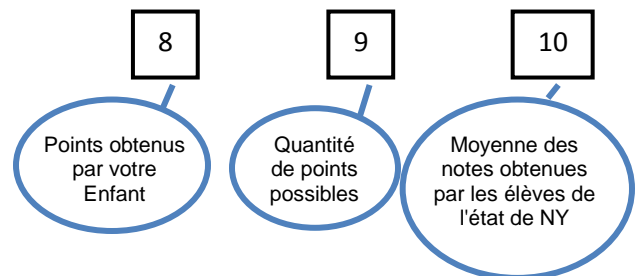 8
9
10
Points obtenus
par votre
Enfant
Quantité
de points
possibles
Moyenne des
notes obtenues
par les élèves de
l'état de NY